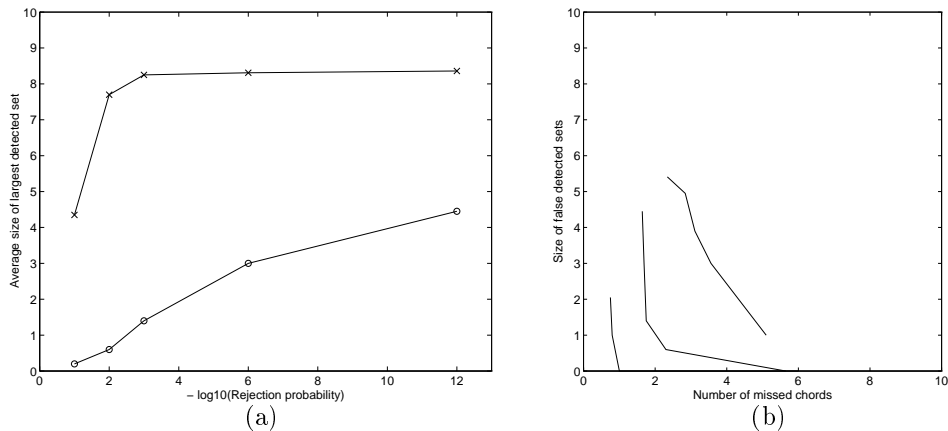 10
9
8
7
6
5
4
3
2
1
0
Average size of largest detected set
0 2 4 6 8 10 12
− log10(Rejection probability)
(a)
10
9
8
7
6
5
4
3
2
1
0
Size of false detected sets
0 2 4 6 8 10
Number of missed chords
(b)